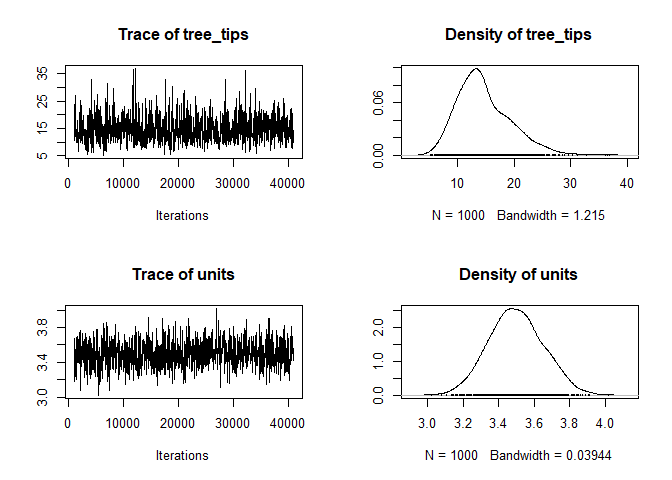 Trace of tree_tips
35
25
15
5
0 10000 20000 30000 40000
Iterations
Density of tree_tips
0.06
0.00
10 20 30 40
N = 1000 Bandwidth = 1.215
Trace of units
3.8
3.4
3.0
0 10000 20000 30000 40000
Iterations
Density of units
2.0
1.0
0.0
3.0 3.2 3.4 3.6 3.8 4.0
N = 1000 Bandwidth = 0.03944